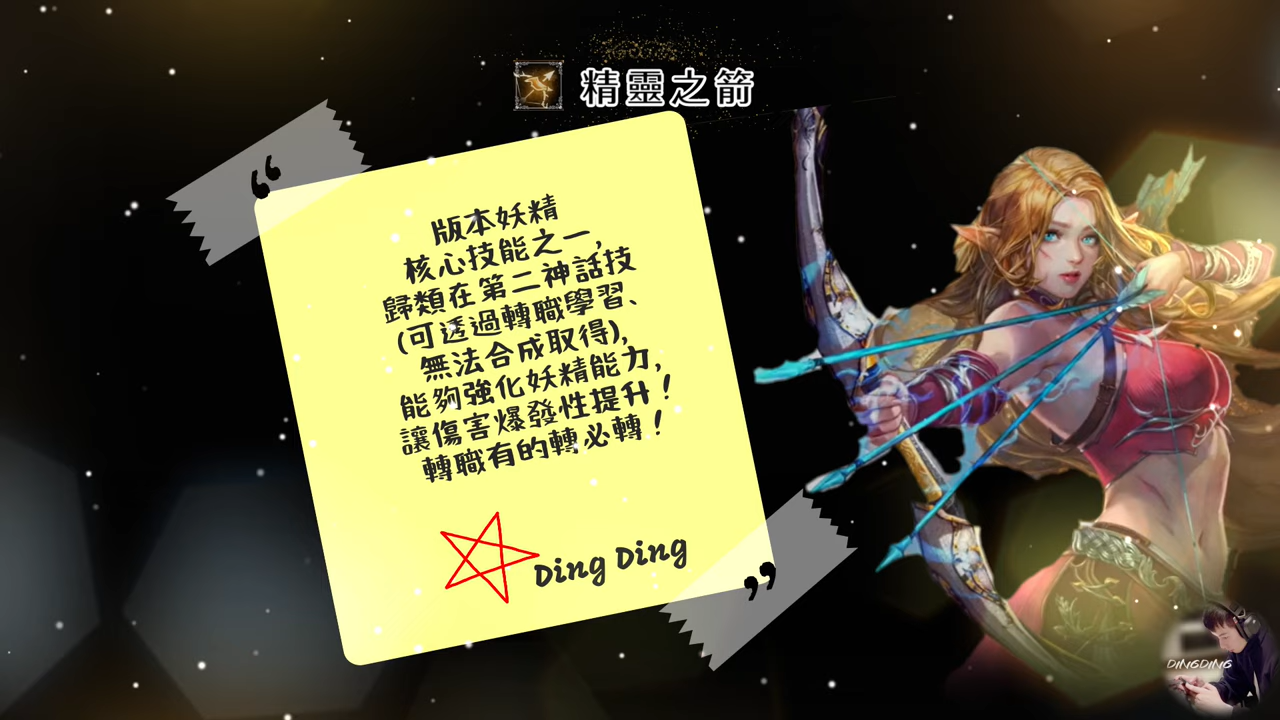 精靈之箭
“
版本妖精
核心技能之一,
歸類在第二神話技
(可透過轉職學習、
無法合成取得),
能夠強化妖精能力,
讓傷害爆發性提升！
轉職有的轉必轉！
Ding Ding
”
DINGDING